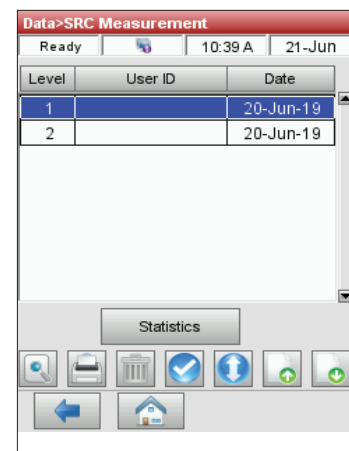 Data>SRC Measurement
Ready 10:39 A 21-Jun
Level User ID Date
1 20-Jun-19
2 20-Jun-19
Statistics